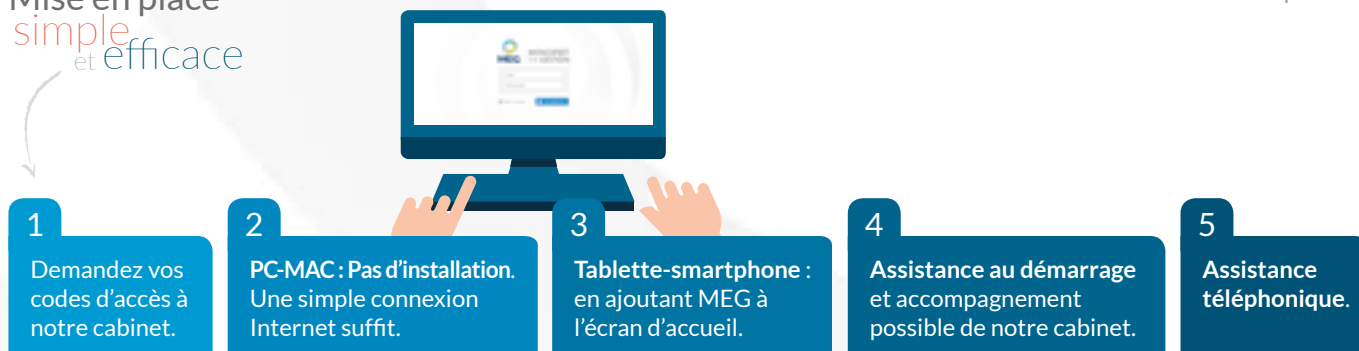 Mise en place
simple
et efficace
MEG
1
Demandez vos
codes d'accès à
notre cabinet.
2
PC-MAC : Pas d'installation.
Une simple connexion
Internet suffit.
3
Tablette-smartphone :
en ajoutant MEG à
l'écran d'accueil.
4
Assistance au démarrage
et accompagnement
possible de notre cabinet.
5
Assistance
téléphonique.